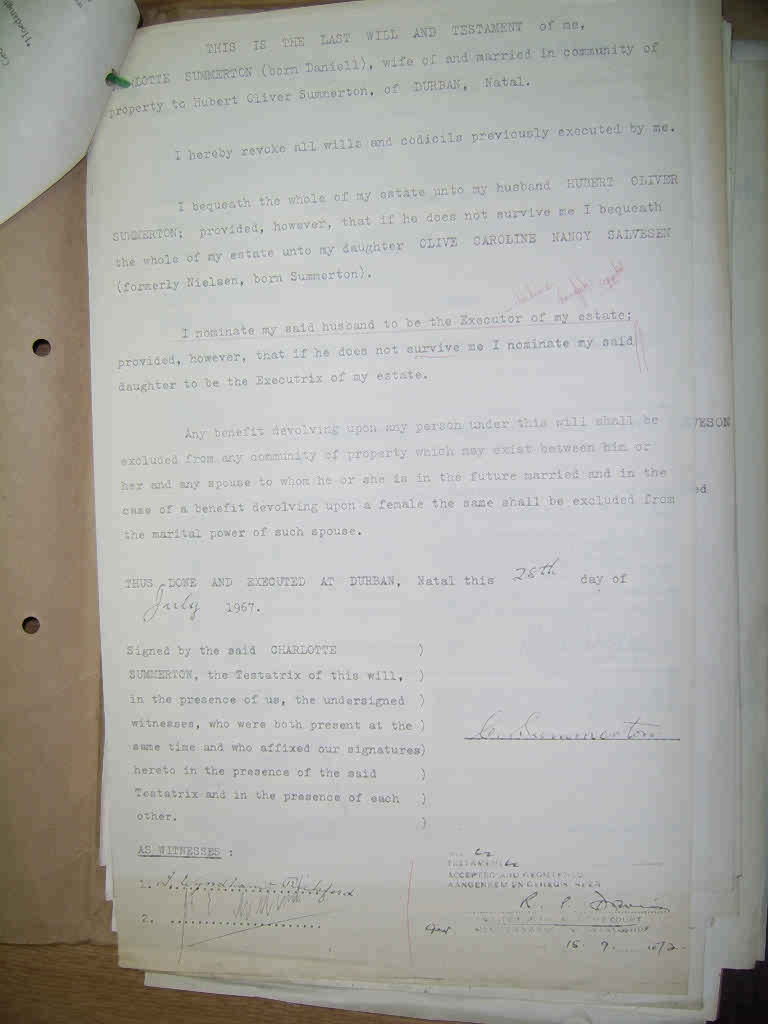 THIS IS THE LAST WILL AND TESTAMENT of me,
LOTTE SUMMERTON (born Daniell), wife of and married in community of
property to Hubert Oliver Summerton, of DURBAN, Natal.
I hereby revoke all wills and codicils previously executed by me.
I bequeath the whole of my estate unto my husband HUBERT OLIVER
SUMMERTON; provided, however, that if he does not survive me I bequeath
the whole of my estate unto my daughter OLIVE CAROLINE NANCY SALVESEN
(formerly Nielsen, born Summerton).
I nominate my said husband to be the Executor of my estate;
provided, however, that if he does not survive me I nominate my said
daughter to be the Executrix of my estate.
Any benefit devolving upon any person under this will shall be
excluded from any community of property which may exist between him or
her and any spouse to whom he or she is in the future married and in the
case of a benefit devolving upon a female the same shall be excluded from
the marital power of such spouse.
VESON
ed
THUS DONE AND EXECUTED AT DURBAN, Natal this 28th day of
July 1967.
Signed by the said CHARLOTTE )
SUMMERTON, the Testatrix of this will, )
in the presence of us, the undersigned )
witnesses, who were both present at the )
same time and who affixed our signatures)
hereto in the presence of the said )
Testatrix and in the presence of each )
other. )
C. Summerton
AS WITNESSES :
1.
2.
ACCEPTED AND REGISTERED
AANGENEEM EN GEREGISTREER
R. P.
15. 9.